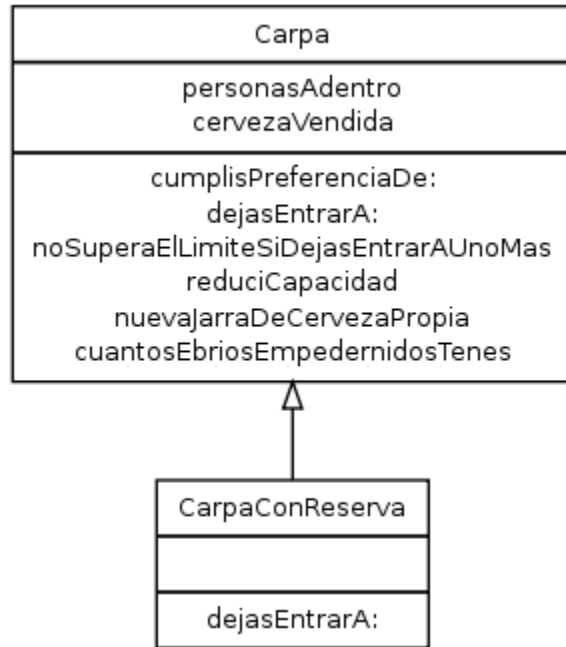 Carpa
personasAdentro
cervezaVendida
cumplisPreferenciaDe:
dejasEntrarA:
noSuperaElLimiteSiDejasEntrarAUnoMas
reduciCapacidad
nuevaJarraDeCervezaPropia
cuantosEbriosEmpedernidosTenes
CarpaConReserva
dejasEntrarA: